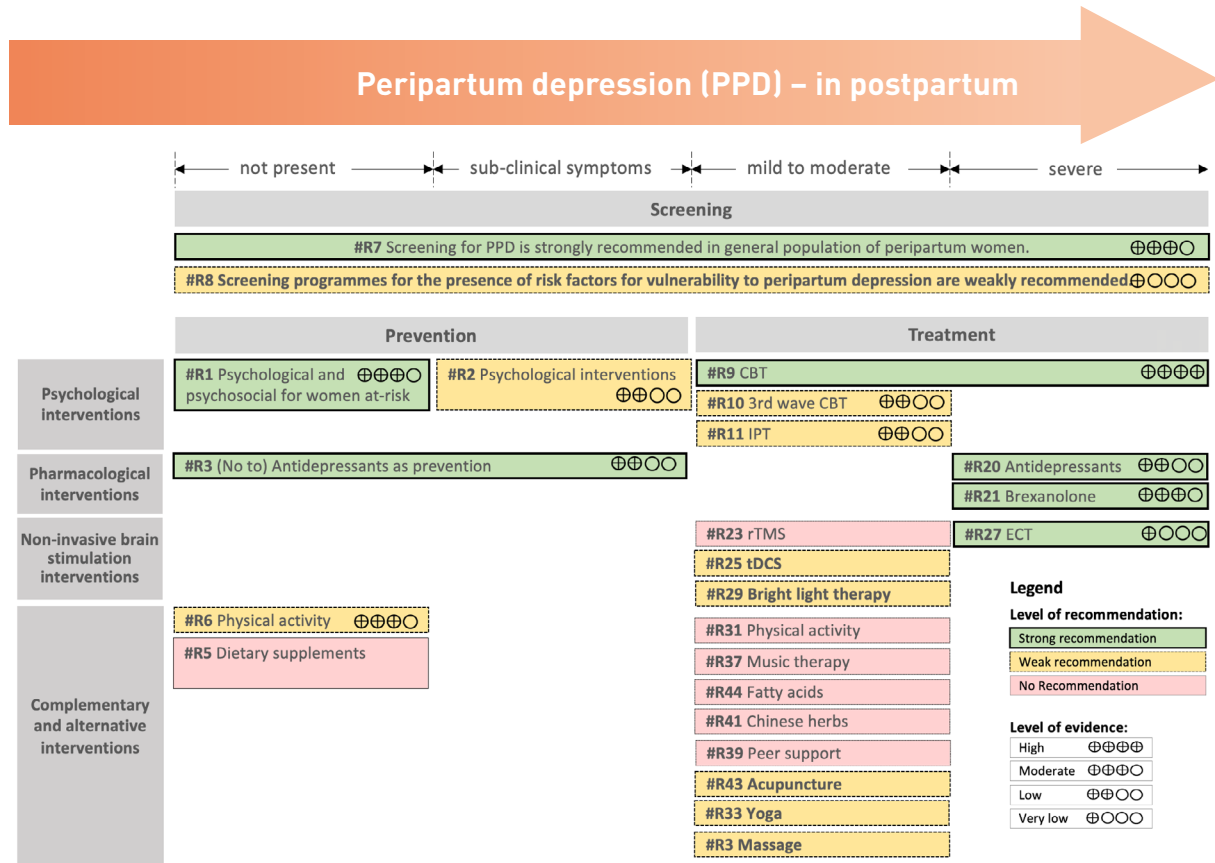 Peripartum depression (PPD) – in postpartum
not present
sub-clinical symptoms
mild to moderate
severe
Screening
#R7 Screening for PPD is strongly recommended in general population of peripartum women. ⊕⊕⊕○
#R8 Screening programmes for the presence of risk factors for vulnerability to peripartum depression are weakly recommended. ⊕○○○
Prevention
Treatment
Psychological
interventions
#R1 Psychological and ⊕⊕⊕○
psychosocial for women at-risk
#R2 Psychological interventions
⊕⊕○○
#R9 CBT ⊕⊕⊕⊕
#R10 3rd wave CBT ⊕⊕○○
#R11 IPT ⊕⊕○○
Pharmacological
interventions
#R3 (No to) Antidepressants as prevention ⊕⊕○○
#R20 Antidepressants ⊕⊕○○
#R21 Brexanolone ⊕⊕⊕○
Non-invasive brain
stimulation
interventions
#R23 rTMS
#R27 ECT ⊕○○○
#R25 tDCS
#R29 Bright light therapy
Complementary
and alternative
interventions
#R6 Physical activity ⊕⊕⊕○
#R5 Dietary supplements
#R31 Physical activity
#R37 Music therapy
#R44 Fatty acids
#R41 Chinese herbs
#R39 Peer support
#R43 Acupuncture
#R33 Yoga
#R3 Massage
Legend
Level of recommendation:
Strong recommendation
Weak recommendation
No Recommendation
Level of evidence:
High ⊕⊕⊕⊕
Moderate ⊕⊕⊕○
Low ⊕⊕○○
Very low ⊕○○○